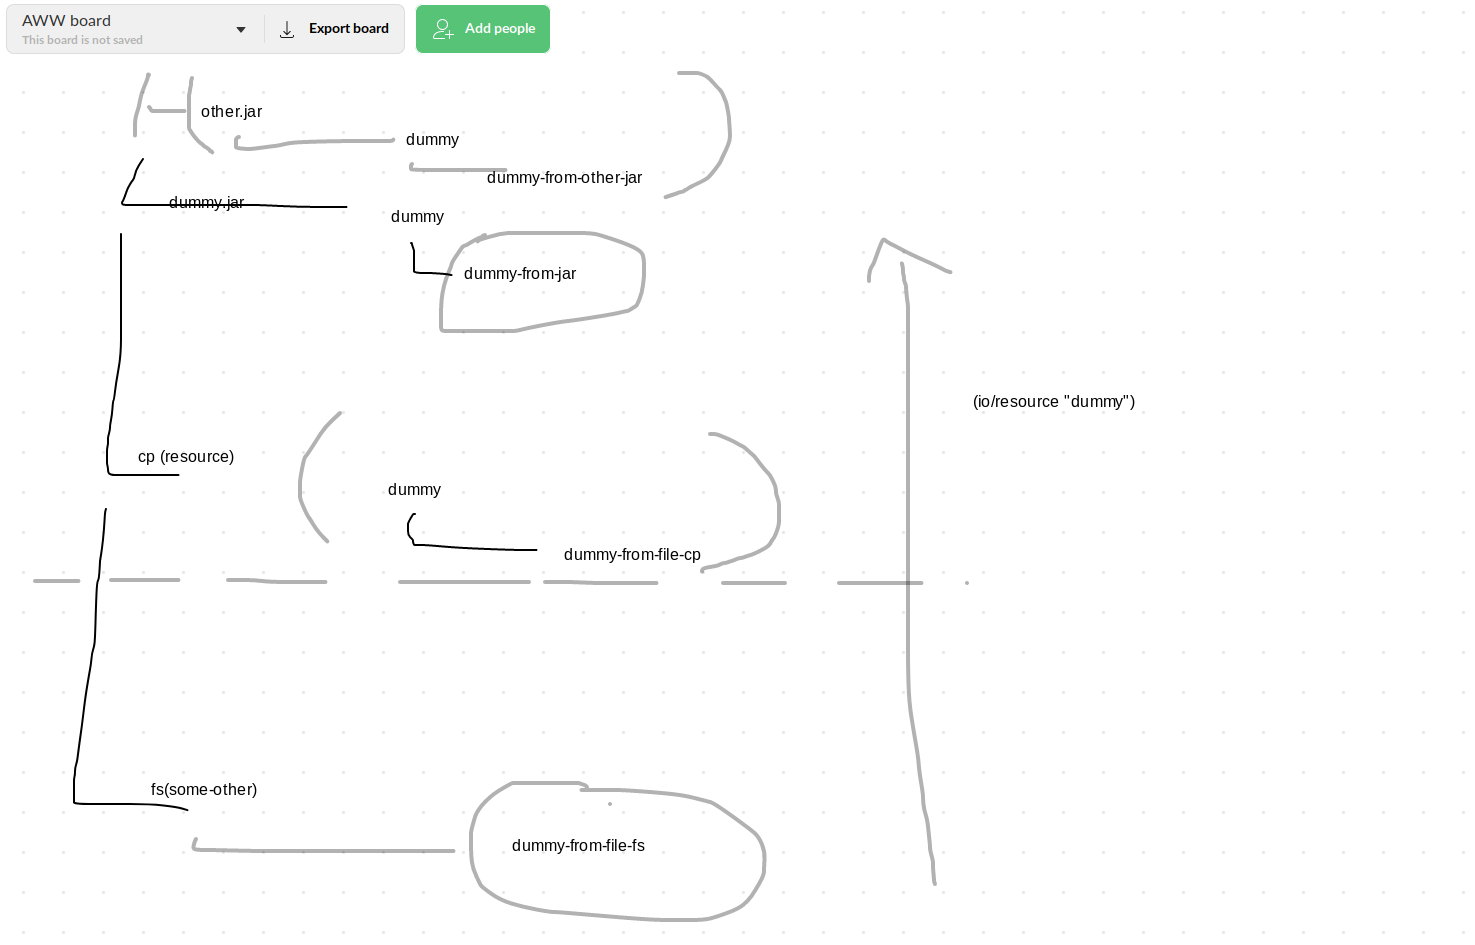 AWW board
This board is not saved
Export board
Add people
other.jar
dummy
dummy-from-other-jar
dummy.jar
dummy
dummy-from-jar
(io/resource "dummy")
cp (resource)
dummy
dummy-from-file-cp
fs(some-other)
dummy-from-file-fs